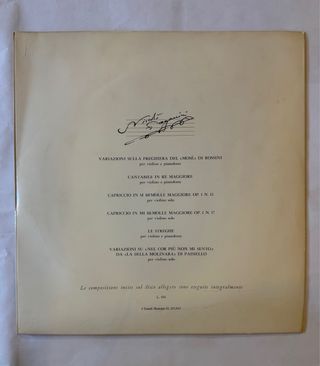 Nicolò Paganini
VARIAZIONI SULLA PREGHIERA DEL «MOSÈ» DI ROSSINI
per violino e pianoforte
CANTABILE IN RE MAGGIORE
per violino e pianoforte
CAPRICCIO IN SI BEMOLLE MAGGIORE OP. 1 N. 13
per violino solo
CAPRICCIO IN MI BEMOLLE MAGGIORE OP. 1 N. 17
per violino solo
LE STREGHE
per violino e pianoforte
VARIAZIONI SU «NEL COR PIÙ NON MI SENTO»
DA «LA BELLA MOLINARA» DI PAISIELLO
per violino solo
Le composizioni incise sul disco allegato sono eseguite integralmente